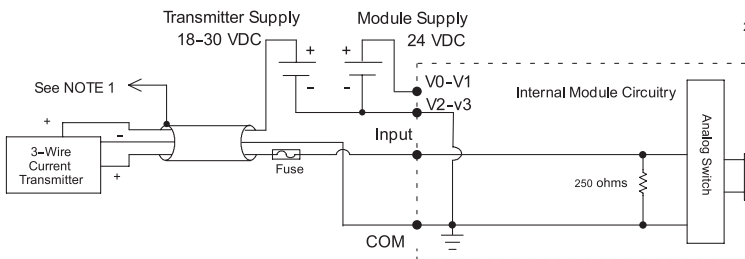 Transmitter Supply
18–30 VDC
Module Supply
24 VDC
2
+
+
-
-
See NOTE 1
V0–V1
V2–v3
Internal Module Circuitry
Input
+
–
+
3–Wire
Current
Transmitter
Fuse
250 ohms
Analog Switch
COM